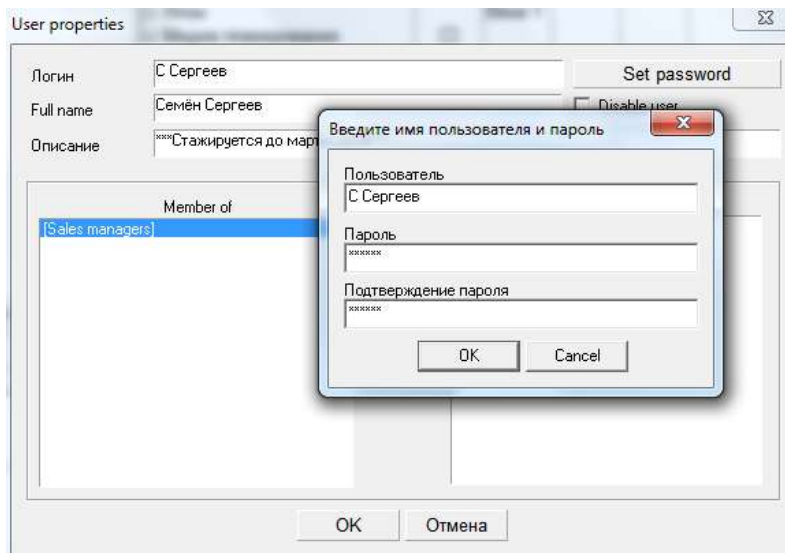 User properties
Логин
С Сергеев
Set password
Full name
Семён Сергеев
Disable user
Описание
***Стажируется до март
Member of
[Sales managers]
Введите имя пользователя и пароль
Пользователь
С Сергеев
Пароль
******
Подтверждение пароля
******
OK
Cancel
OK
Отмена